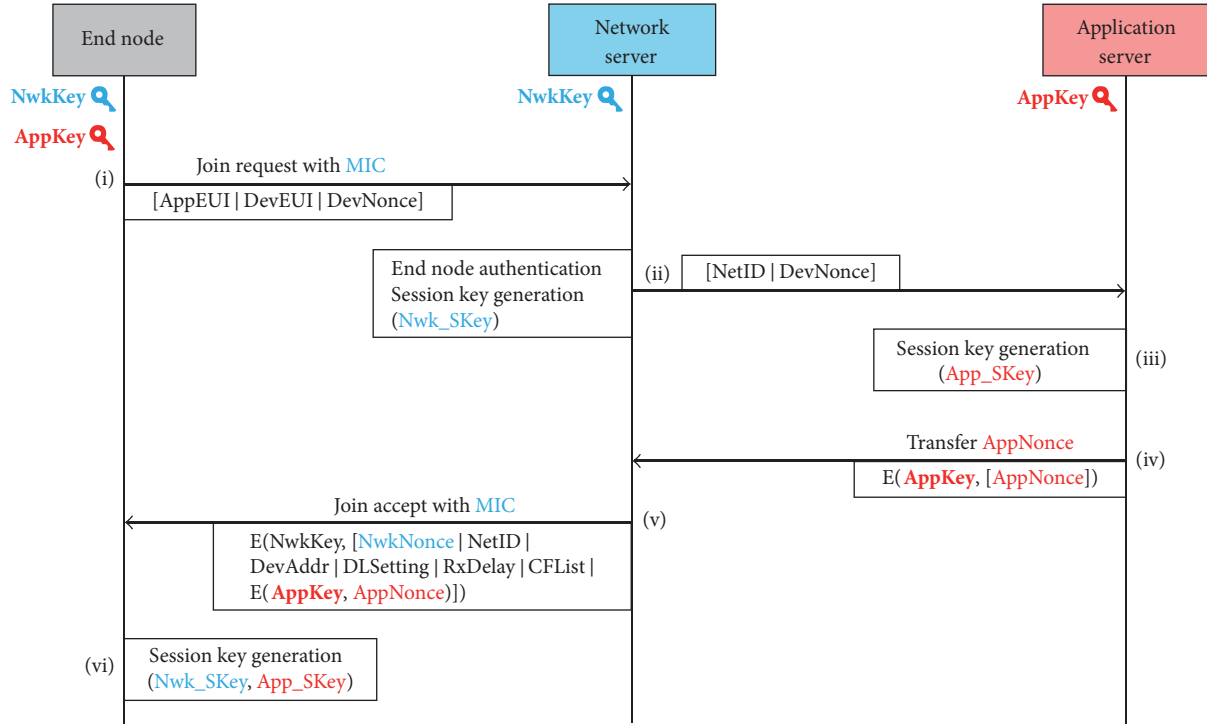 End node
Network
server
Application
server
NwkKey
NwkKey
AppKey
AppKey
Join request with MIC
(i)
[AppEUI | DevEUI | DevNonce]
End node authentication
Session key generation
(Nwk_SKey)
(ii)
[NetID | DevNonce]
Session key generation
(App_SKey)
(iii)
Transfer AppNonce
(iv)
E(AppKey, [AppNonce])
Join accept with MIC
(v)
E(NwkKey, [NwkNonce | NetID |
DevAddr | DLSetting | RxDelay | CFList |
E(AppKey, AppNonce)])
(vi)
Session key generation
(Nwk_SKey, App_SKey)